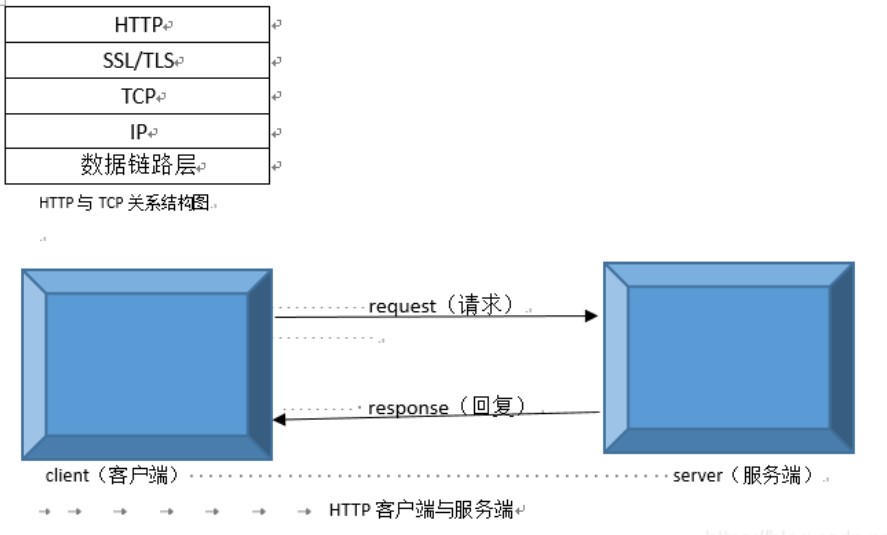 HTTP
SSL/TLS
TCP
IP
数据链路层
HTTP 与 TCP 关系结构图
request（请求）
response（回复）
client（客户端）
server（服务端）
HTTP 客户端与服务端